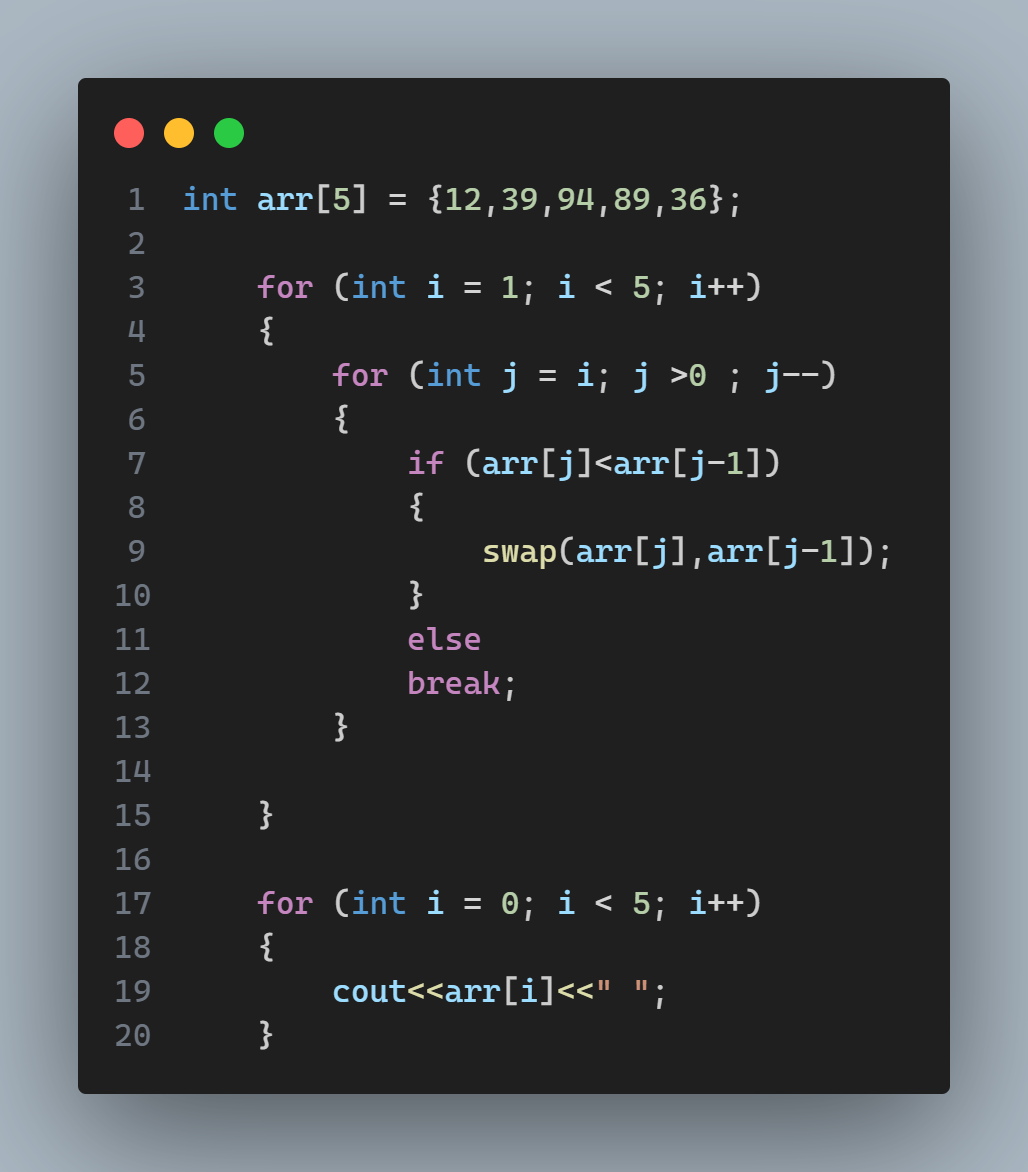 1 int arr[5] = {12,39,94,89,36};
2
3     for (int i = 1; i < 5; i++)
4     {
5         for (int j = i; j >0 ; j--)
6         {
7             if (arr[j]<arr[j-1])
8             {
9                 swap(arr[j],arr[j-1]);
10             }
11             else
12             break;
13         }
14
15     }
16
17     for (int i = 0; i < 5; i++)
18     {
19         cout<<arr[i]<<" ";
20     }